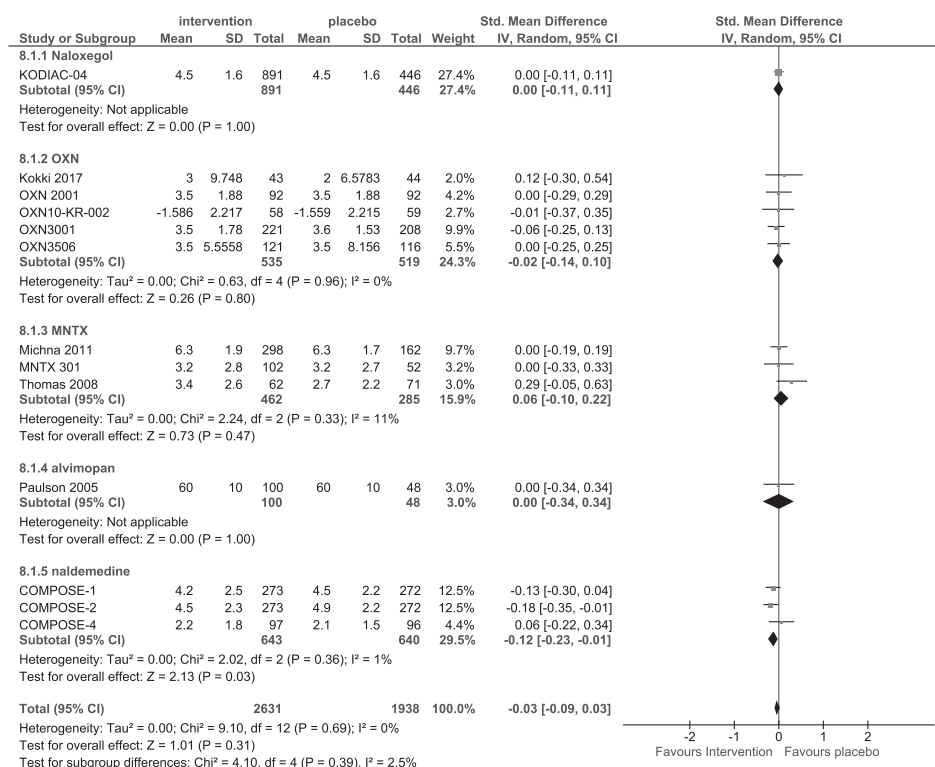 intervention placebo Std. Mean Difference Std. Mean Difference
Study or Subgroup Mean SD Total Mean SD Total Weight IV, Random, 95% CI IV, Random, 95% CI
8.1.1 Naloxegol
KODIAC-04 4.5 1.6 891 4.5 1.6 446 27.4% 0.00 [-0.11, 0.11]
Subtotal (95% CI) 891 446 27.4% 0.00 [-0.11, 0.11]
Heterogeneity: Not applicable
Test for overall effect: Z = 0.00 (P = 1.00)
8.1.2 OXN
Kokki 2017 3 9.748 43 2 6.5783 44 2.0% 0.12 [-0.30, 0.54]
OXN 2001 3.5 1.88 92 3.5 1.88 92 4.2% 0.00 [-0.29, 0.29]
OXN10-KR-002 -1.586 2.217 58 -1.559 2.215 59 2.7% -0.01 [-0.37, 0.35]
OXN3001 3.5 1.78 221 3.6 1.53 208 9.9% -0.06 [-0.25, 0.13]
OXN3506 3.5 5.5558 121 3.5 8.156 116 5.5% 0.00 [-0.25, 0.25]
Subtotal (95% CI) 535 519 24.3% -0.02 [-0.14, 0.10]
Heterogeneity: Tau² = 0.00; Chi² = 0.63, df = 4 (P = 0.96); I² = 0%
Test for overall effect: Z = 0.26 (P = 0.80)
8.1.3 MNTX
Michna 2011 6.3 1.9 298 6.3 1.7 162 9.7% 0.00 [-0.19, 0.19]
MNTX 301 3.2 2.8 102 3.2 2.7 52 3.2% 0.00 [-0.33, 0.33]
Thomas 2008 3.4 2.6 62 2.7 2.2 71 3.0% 0.29 [-0.05, 0.63]
Subtotal (95% CI) 462 285 15.9% 0.06 [-0.10, 0.22]
Heterogeneity: Tau² = 0.00; Chi² = 2.24, df = 2 (P = 0.33); I² = 11%
Test for overall effect: Z = 0.73 (P = 0.47)
8.1.4 alvimopan
Paulson 2005 60 10 100 60 10 48 3.0% 0.00 [-0.34, 0.34]
Subtotal (95% CI) 100 48 3.0% 0.00 [-0.34, 0.34]
Heterogeneity: Not applicable
Test for overall effect: Z = 0.00 (P = 1.00)
8.1.5 naldemedine
COMPOSE-1 4.2 2.5 273 4.5 2.2 272 12.5% -0.13 [-0.30, 0.04]
COMPOSE-2 4.5 2.3 273 4.9 2.2 272 12.5% -0.18 [-0.35, -0.01]
COMPOSE-4 2.2 1.8 97 2.1 1.5 96 4.4% 0.06 [-0.22, 0.34]
Subtotal (95% CI) 643 640 29.5% -0.12 [-0.23, -0.01]
Heterogeneity: Tau² = 0.00; Chi² = 2.02, df = 2 (P = 0.36); I² = 1%
Test for overall effect: Z = 2.13 (P = 0.03)
Total (95% CI) 2631 1938 100.0% -0.03 [-0.09, 0.03]
Heterogeneity: Tau² = 0.00; Chi² = 9.10, df = 12 (P = 0.69); I² = 0%
Test for overall effect: Z = 1.01 (P = 0.31)
Test for subgroup differences: Chi² = 4.10, df = 4 (P = 0.39), I² = 2.5%
-2 -1 0 1 2
Favours Intervention Favours placebo